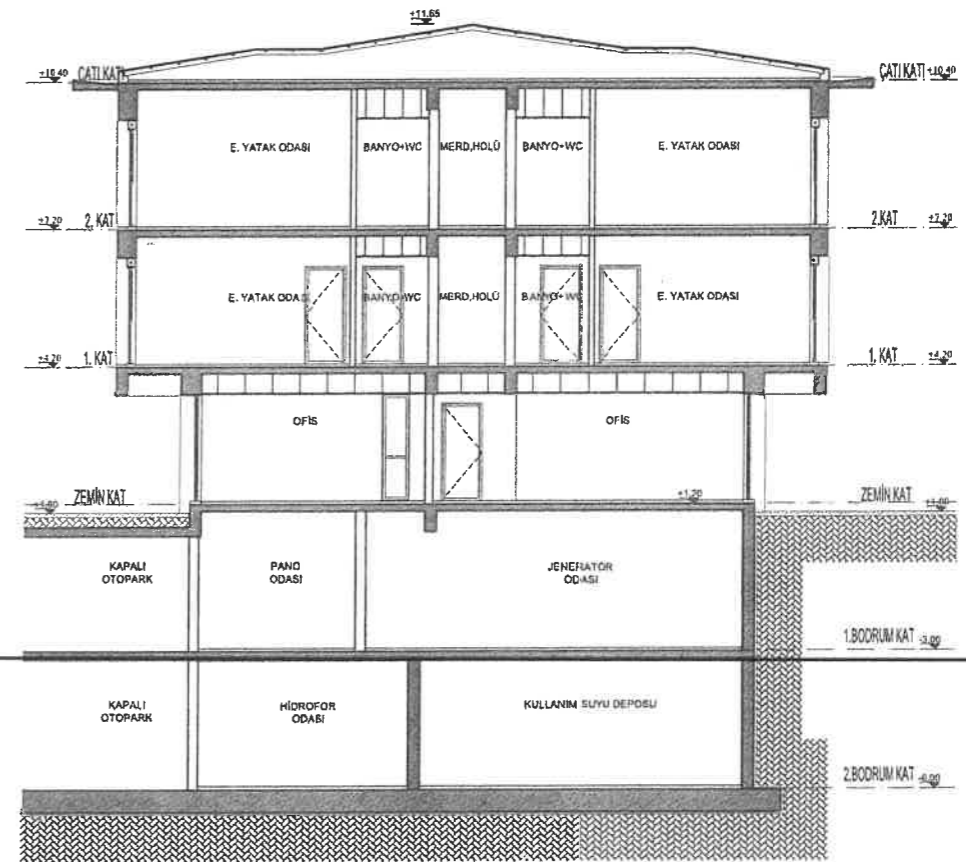 +11.65
+10.40 ÇATI KATI
ÇATI KATI +10.40
E. YATAK ODASI BANYO+WC MERD.HOLÜ BANYO+WC E. YATAK ODASI
+7.20 2. KAT
2.KAT +7.20
E. YATAK ODASI BANYO+WC MERD.HOLÜ BANYO+WC E. YATAK ODASI
+4.20 1. KAT
1. KAT +4.20
OFİS OFİS
ZEMİN KAT
+1.20
ZEMİN KAT +1.00
KAPALI
OTOPARK
PANO
ODASI
JENERATÖR
ODASI
1.BODRUM KAT -3.00
KAPALI
OTOPARK
HİDROFOR
ODASI
KULLANIM SUYU DEPOSU
2.BODRUM KAT -6.00